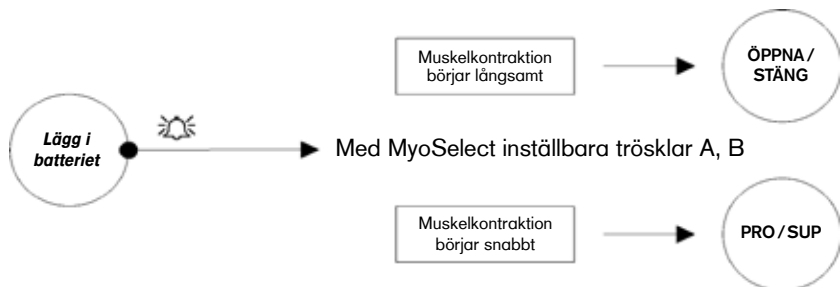 Muskelkontraktion
börjar långsamt
ÖPPNA /
STÄNG
Lägg i
batteriet
Med MyoSelect inställbara trösklar A, B
Muskelkontraktion
börjar snabbt
PRO / SUP